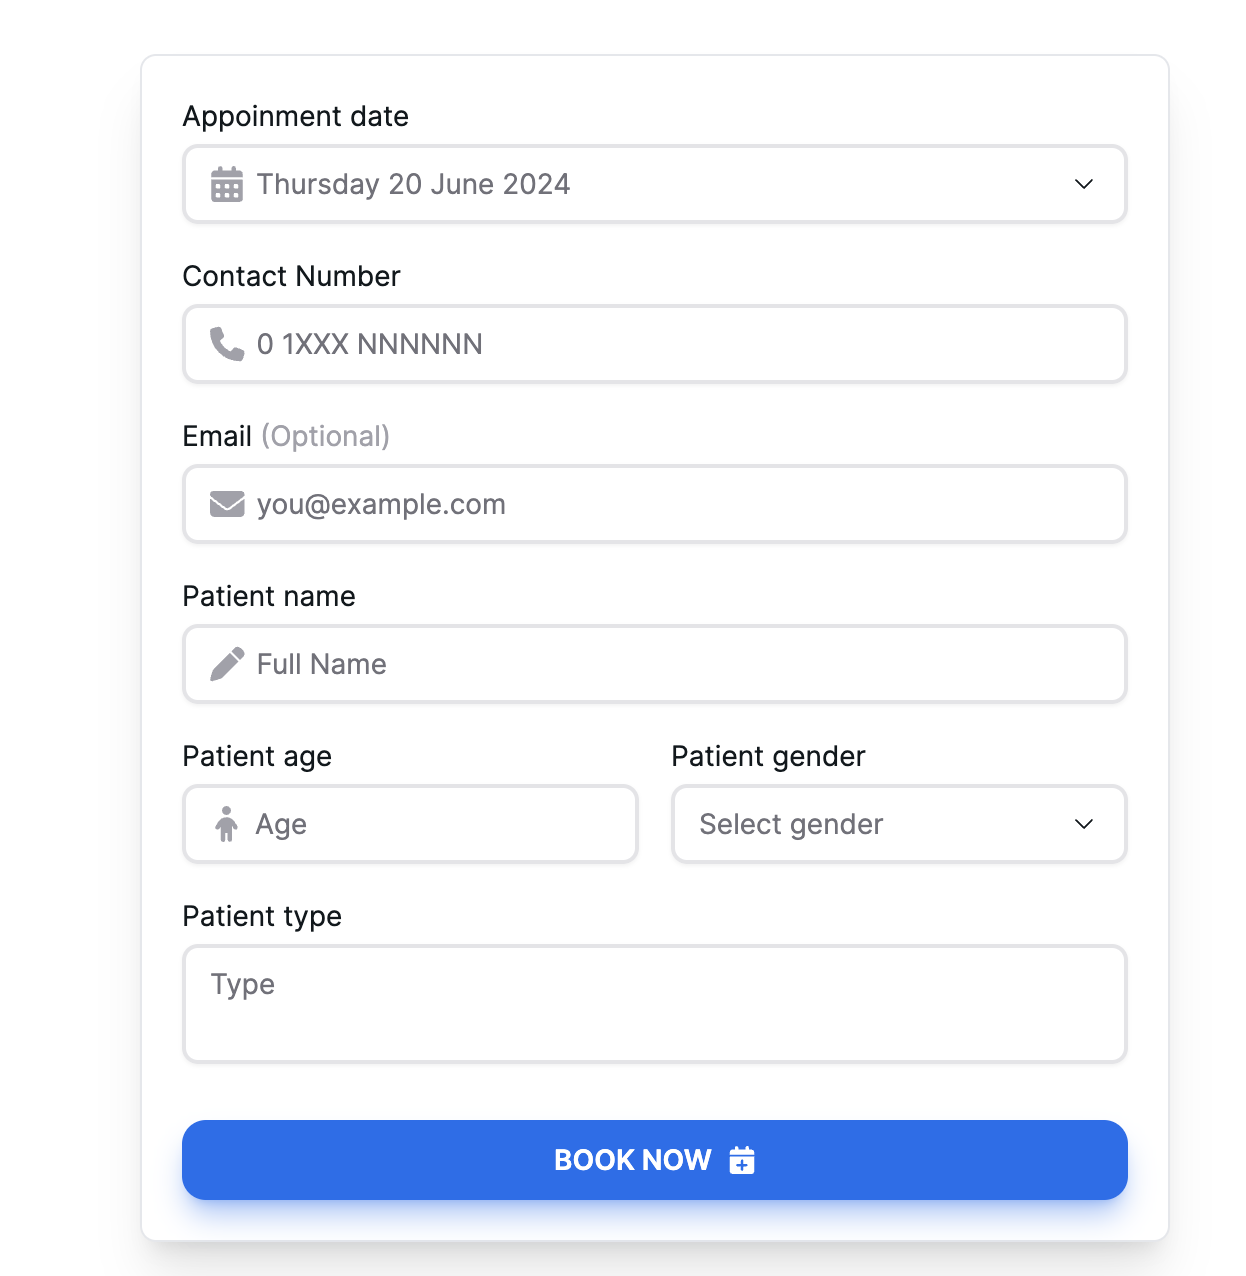 Appoinment date
Thursday 20 June 2024
Contact Number
0 1XXX NNNNNN
Email (Optional)
you@example.com
Patient name
Full Name
Patient age
Patient gender
Age
Select gender
Patient type
Type
BOOK NOW